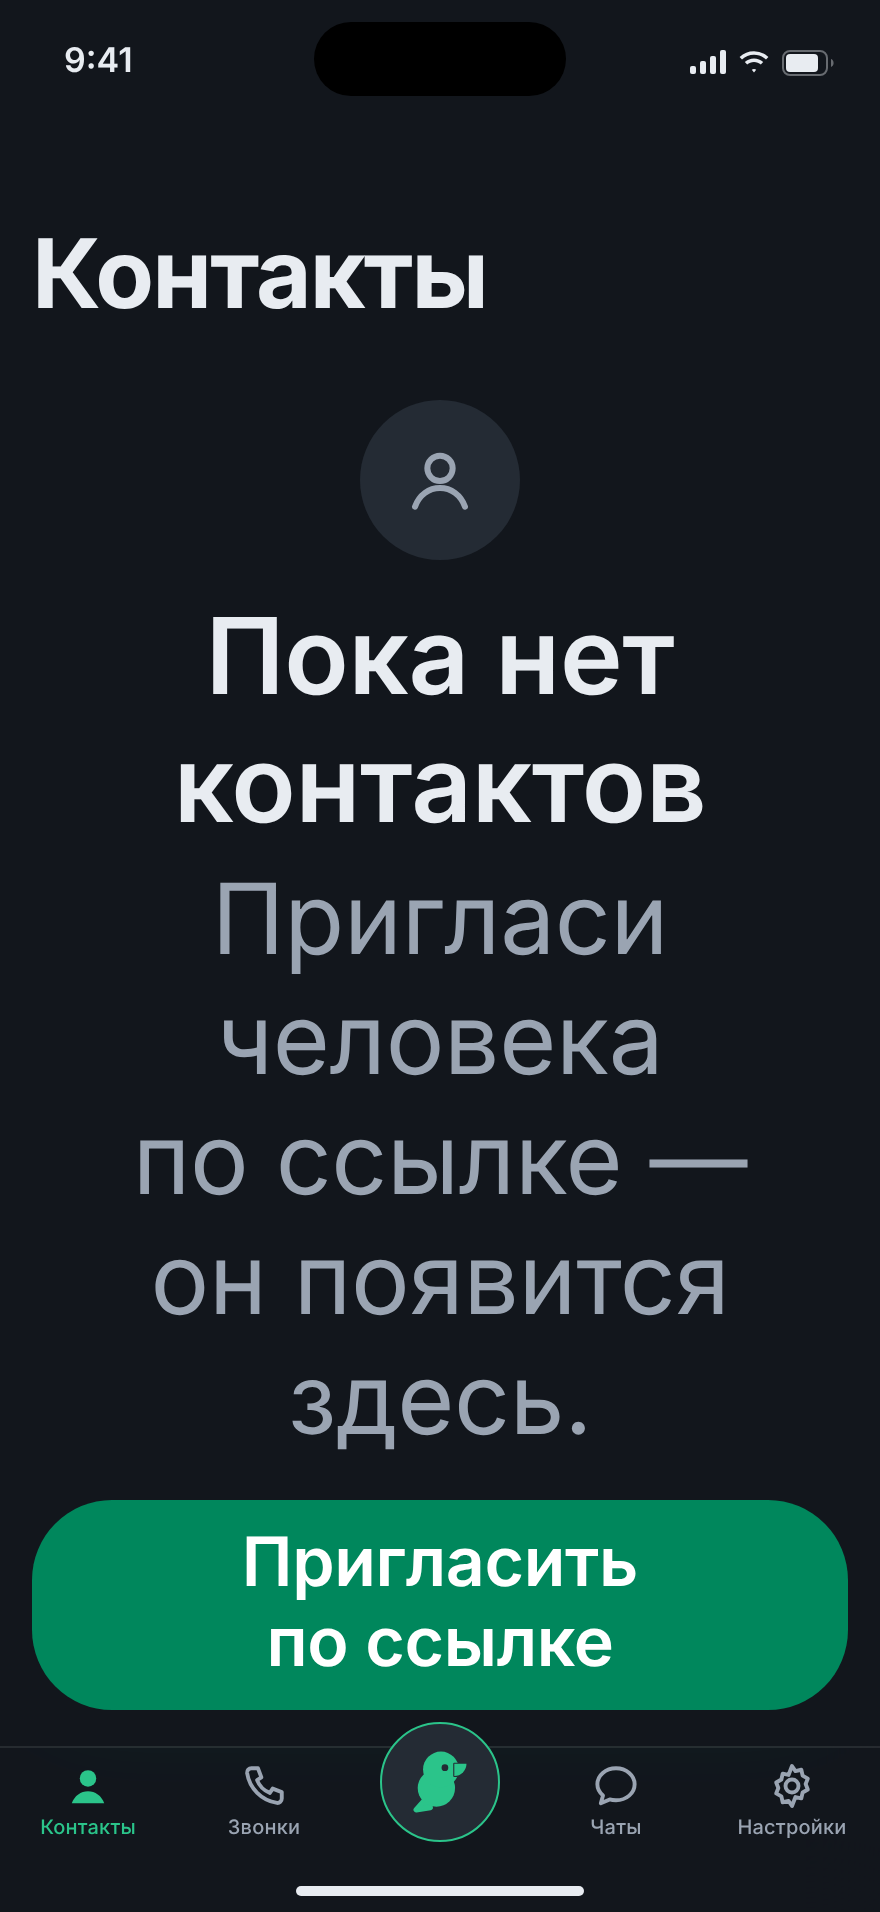 9:41
Контакты
Пока нет
контактов
Пригласи
человека
по ссылке —
он появится
здесь.
Пригласить
по ссылке
Контакты
Звонки
Чаты
Настройки